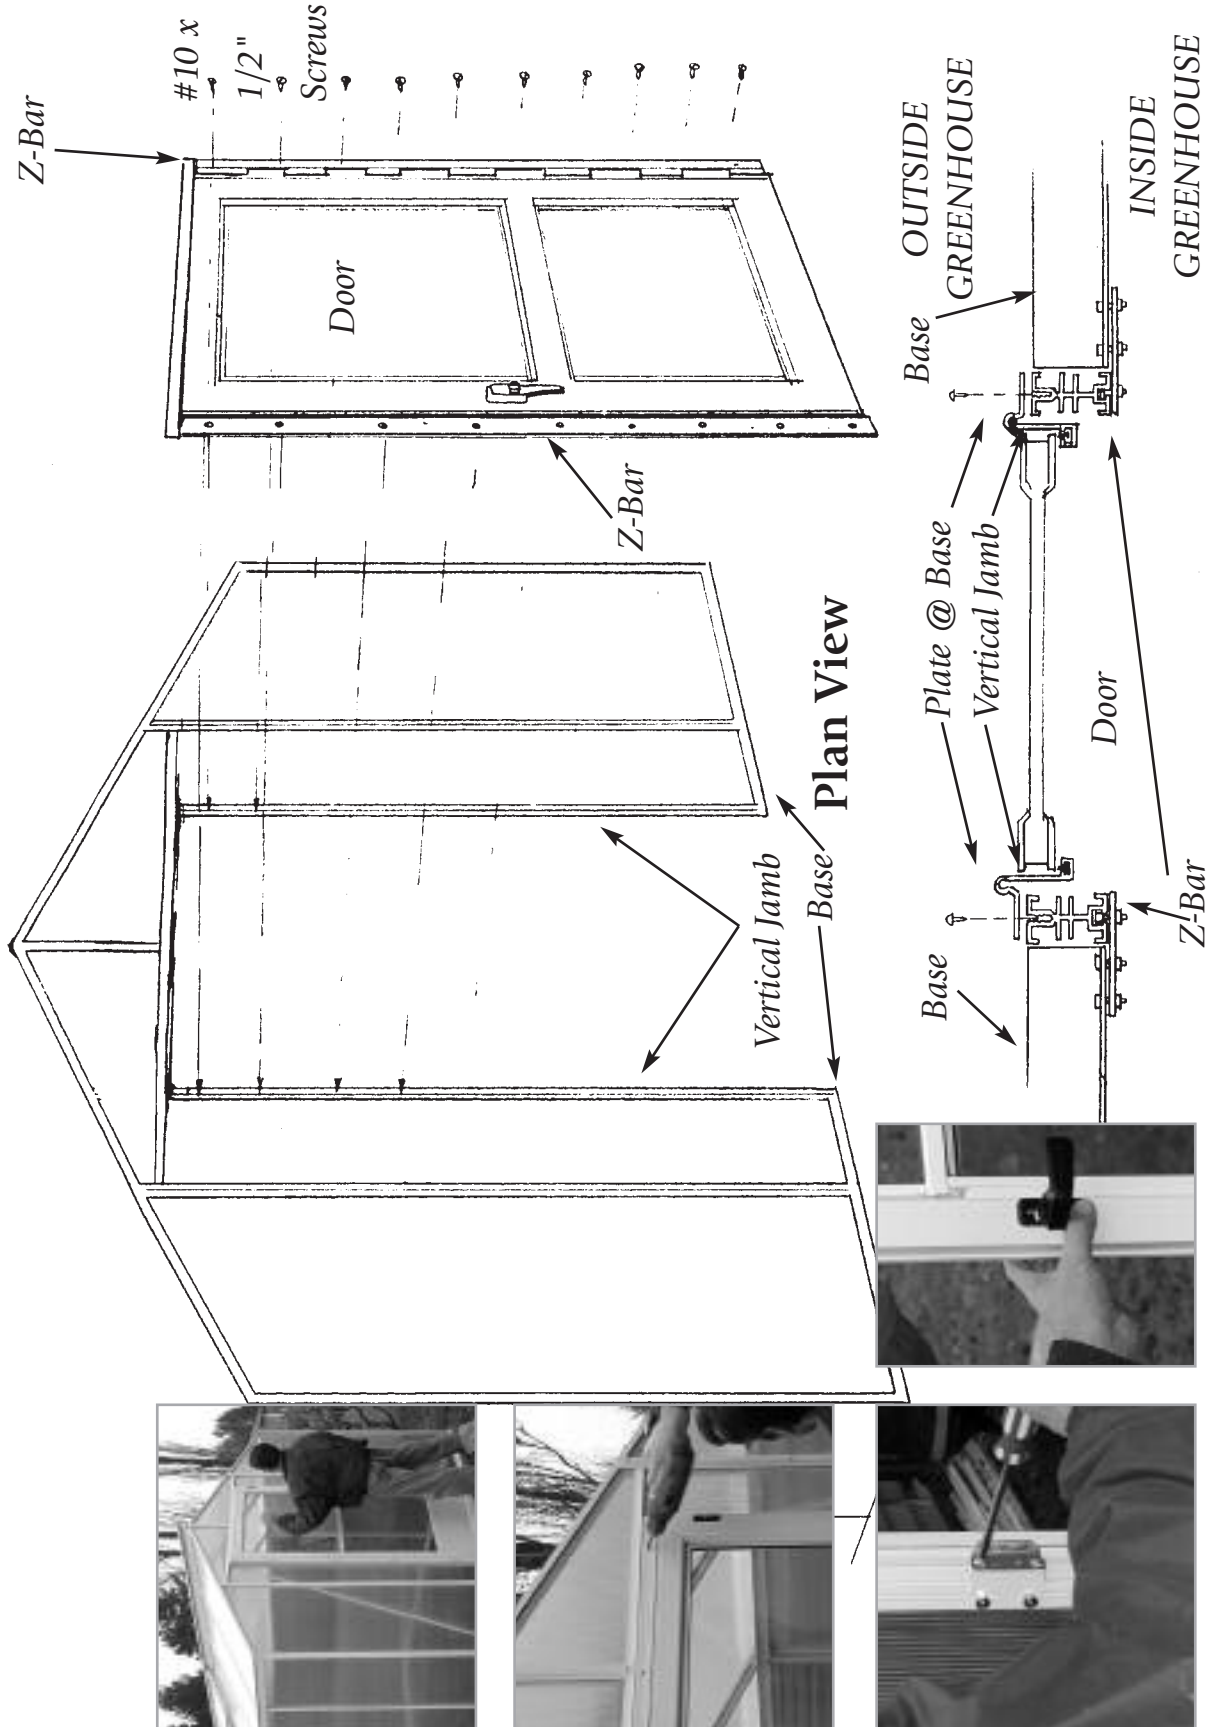 Z-Bar
#10 x
1/2"
Screws
Door
Z-Bar
Vertical Jamb
Base
Plan View
OUTSIDE
GREENHOUSE
Base
Plate @ Base
Vertical Jamb
Base
Door
INSIDE
GREENHOUSE
Z-Bar